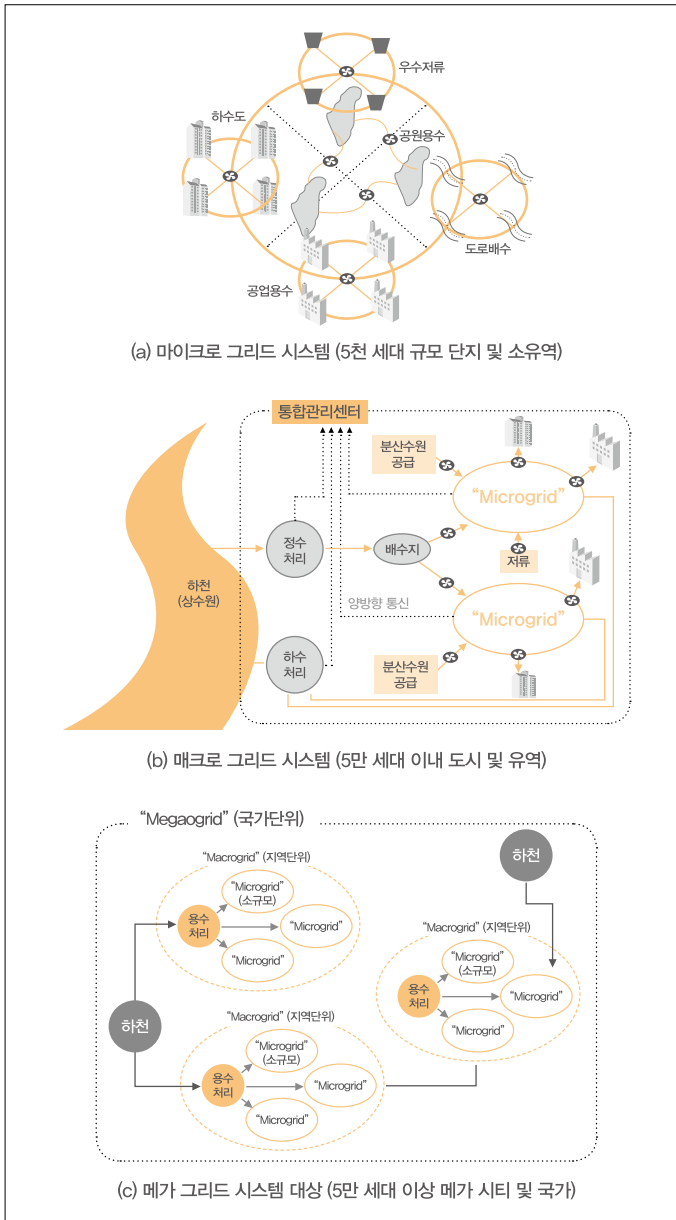 우수저류
하수도
공원용수
도로배수
공업용수
(a) 마이크로 그리드 시스템 (5천 세대 규모 단지 및 소유역)
통합관리센터
분산수원
공급
“Microgrid”
정수
처리
배수지
저류
하천
(상수원)
양방향 통신
“Microgrid”
하수
처리
분산수원
공급
(b) 매크로 그리드 시스템 (5만 세대 이내 도시 및 유역)
“Megaogrid” (국가단위)
하천
“Macrogrid” (지역단위)
“Microgrid”
(소규모)
용수
처리
“Microgrid”
“Microgrid”
“Macrogrid” (지역단위)
“Microgrid”
(소규모)
용수
처리
“Microgrid”
“Microgrid”
하천
“Macrogrid” (지역단위)
“Microgrid”
(소규모)
용수
처리
“Microgrid”
“Microgrid”
(c) 메가 그리드 시스템 대상 (5만 세대 이상 메가 시티 및 국가)